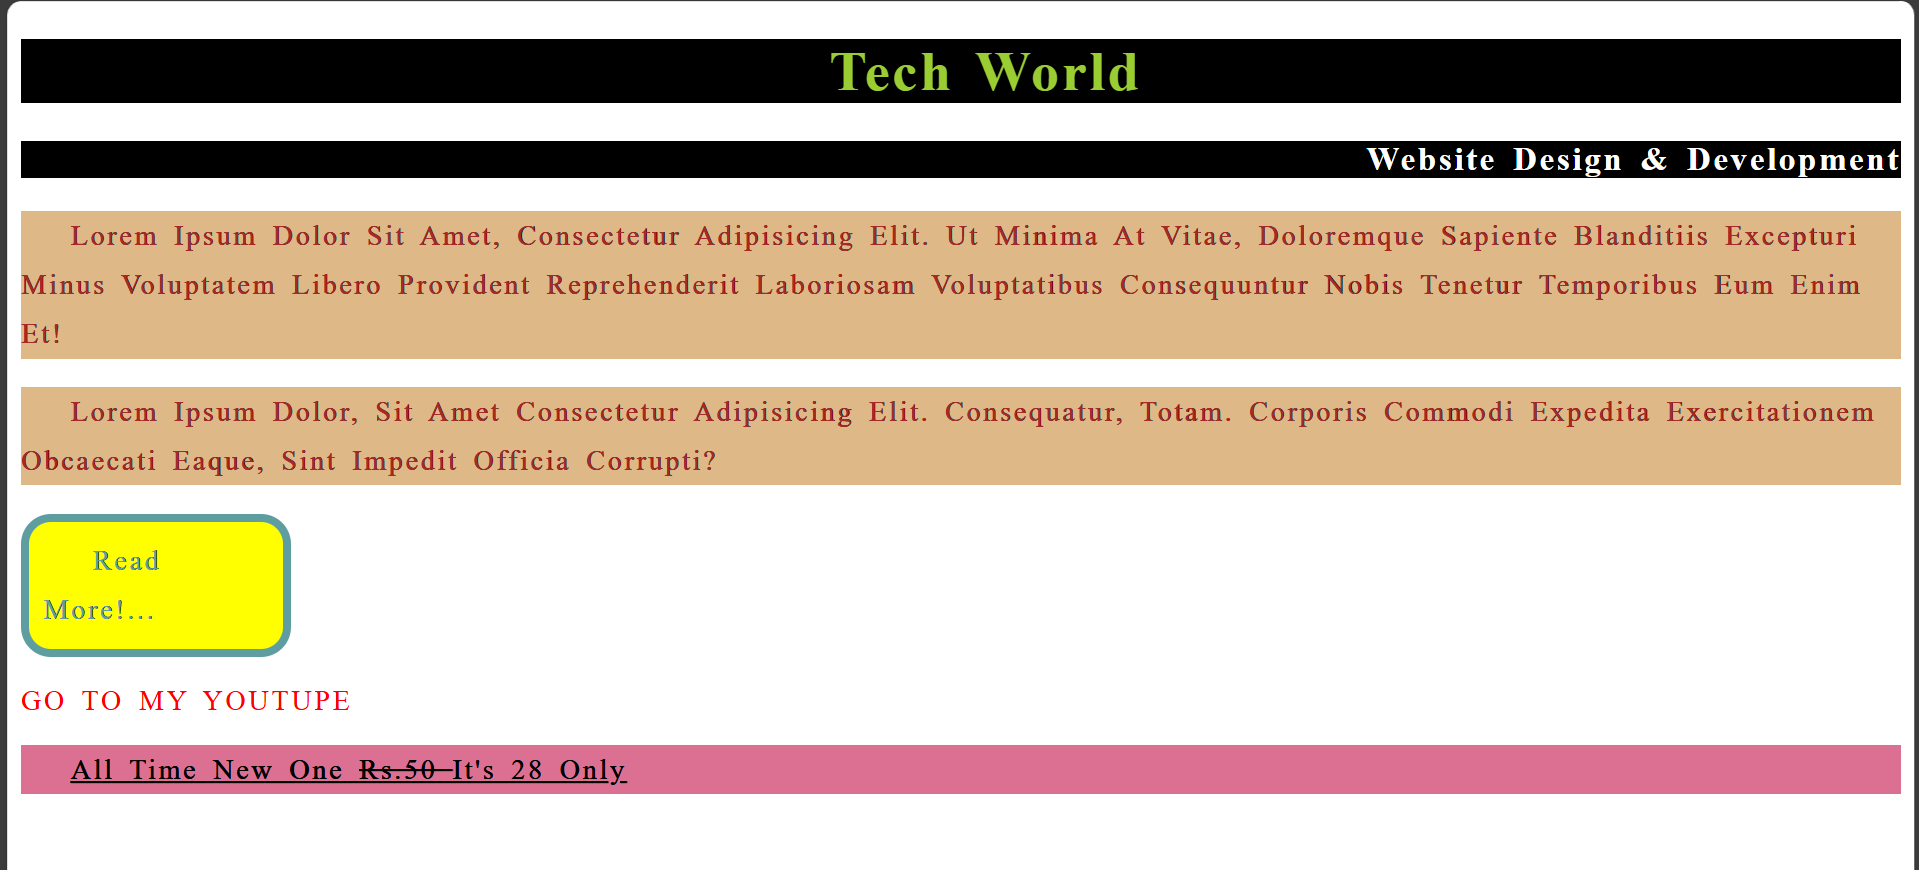 Tech World
Website Design & Development
Lorem Ipsum Dolor Sit Amet, Consectetur Adipisicing Elit. Ut Minima At Vitae, Doloremque Sapiente Blanditiis Excepturi
Minus Voluptatem Libero Provident Reprehenderit Laboriosam Voluptatibus Consequuntur Nobis Tenetur Temporibus Eum Enim
Et!
Lorem Ipsum Dolor, Sit Amet Consectetur Adipisicing Elit. Consequatur, Totam. Corporis Commodi Expedita Exercitationem
Obcaecati Eaque, Sint Impedit Officia Corrupti?
Read
More!...
GO TO MY YOUTUPE
All Time New One Rs.50 It's 28 Only